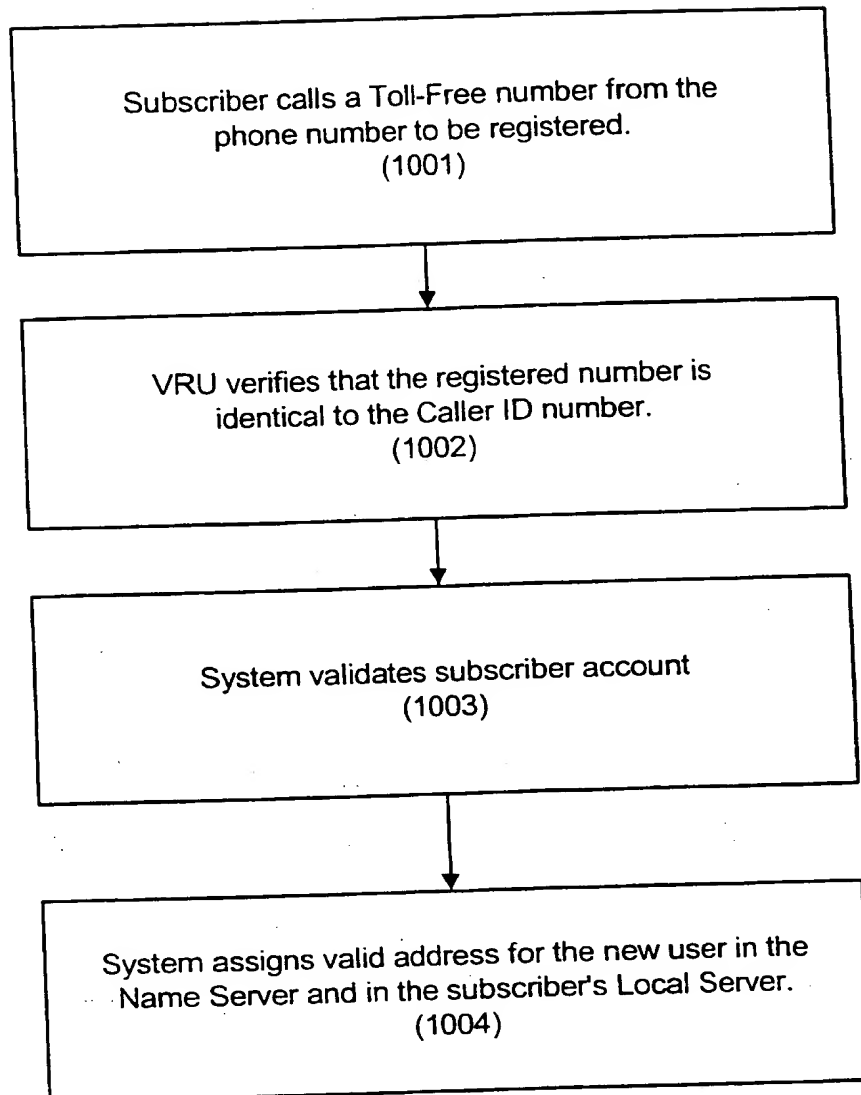 Subscriber calls a Toll-Free number from the
phone number to be registered.
(1001)
VRU verifies that the registered number is
identical to the Caller ID number.
(1002)
System validates subscriber account
(1003)
System assigns valid address for the new user in the
Name Server and in the subscriber's Local Server.
(1004)